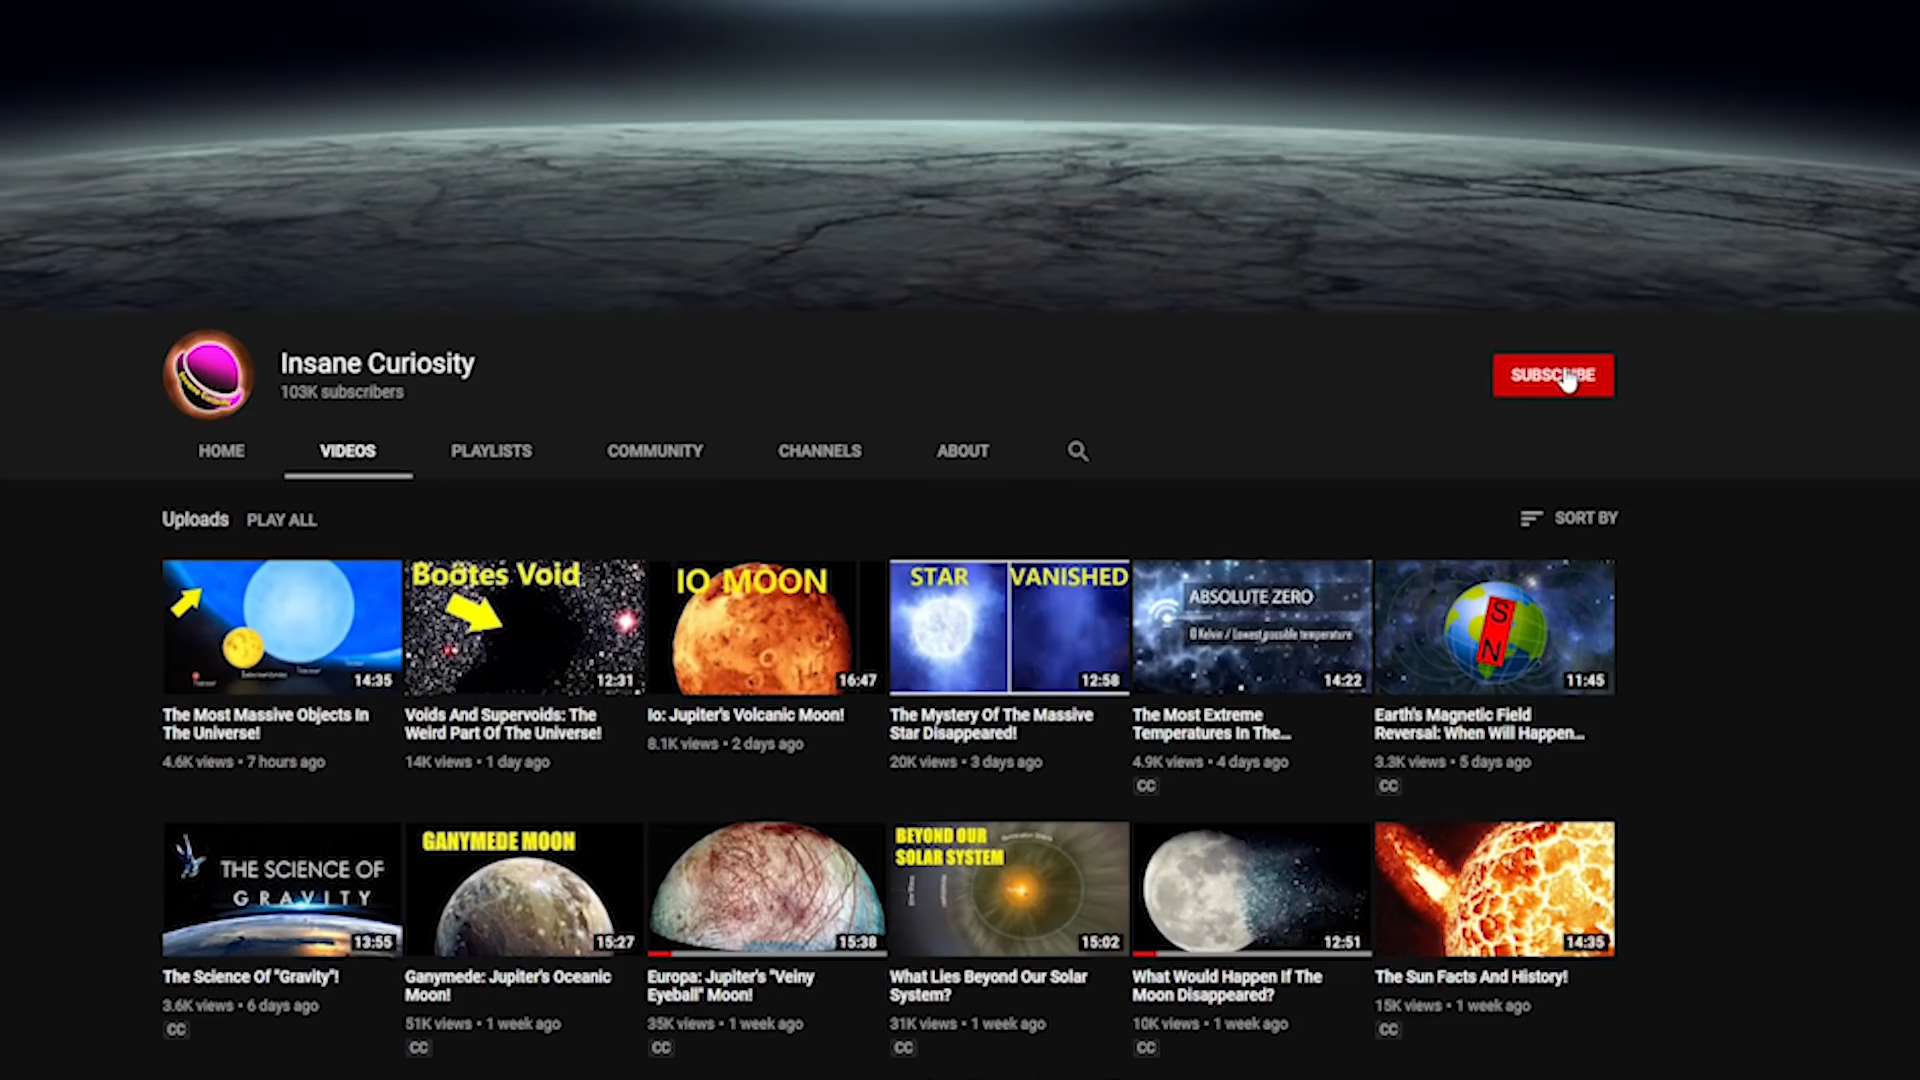 Insane Curiosity
103K subscribers
SUBSCRIBE
HOME VIDEOS PLAYLISTS COMMUNITY CHANNELS ABOUT
Uploads PLAY ALL SORT BY
14:35
Bootes Void
12:31
IO MOON
16:47
STAR VANISHED
12:58
ABSOLUTE ZERO
0 Kelvin / Lowest possible temperature
14:22
S
N
11:45
The Most Massive Objects In
The Universe!
4.6K views • 7 hours ago
Voids And Supervoids: The
Weird Part Of The Universe!
14K views • 1 day ago
Io: Jupiter's Volcanic Moon!
8.1K views • 2 days ago
The Mystery Of The Massive
Star Disappeared!
20K views • 3 days ago
The Most Extreme
Temperatures In The...
4.9K views • 4 days ago
CC
Earth's Magnetic Field
Reversal: When Will Happen...
3.3K views • 5 days ago
CC
THE SCIENCE OF
GRAVITY
13:55
GANYMEDE MOON
15:27
15:38
BEYOND OUR
SOLAR SYSTEM
15:02
12:51
14:35
The Science Of "Gravity"!
3.6K views • 6 days ago
CC
Ganymede: Jupiter's Oceanic
Moon!
51K views • 1 week ago
CC
Europa: Jupiter's "Veiny
Eyeball" Moon!
35K views • 1 week ago
CC
What Lies Beyond Our Solar
System?
31K views • 1 week ago
CC
What Would Happen If The
Moon Disappeared?
10K views • 1 week ago
CC
The Sun Facts And History!
15K views • 1 week ago
CC